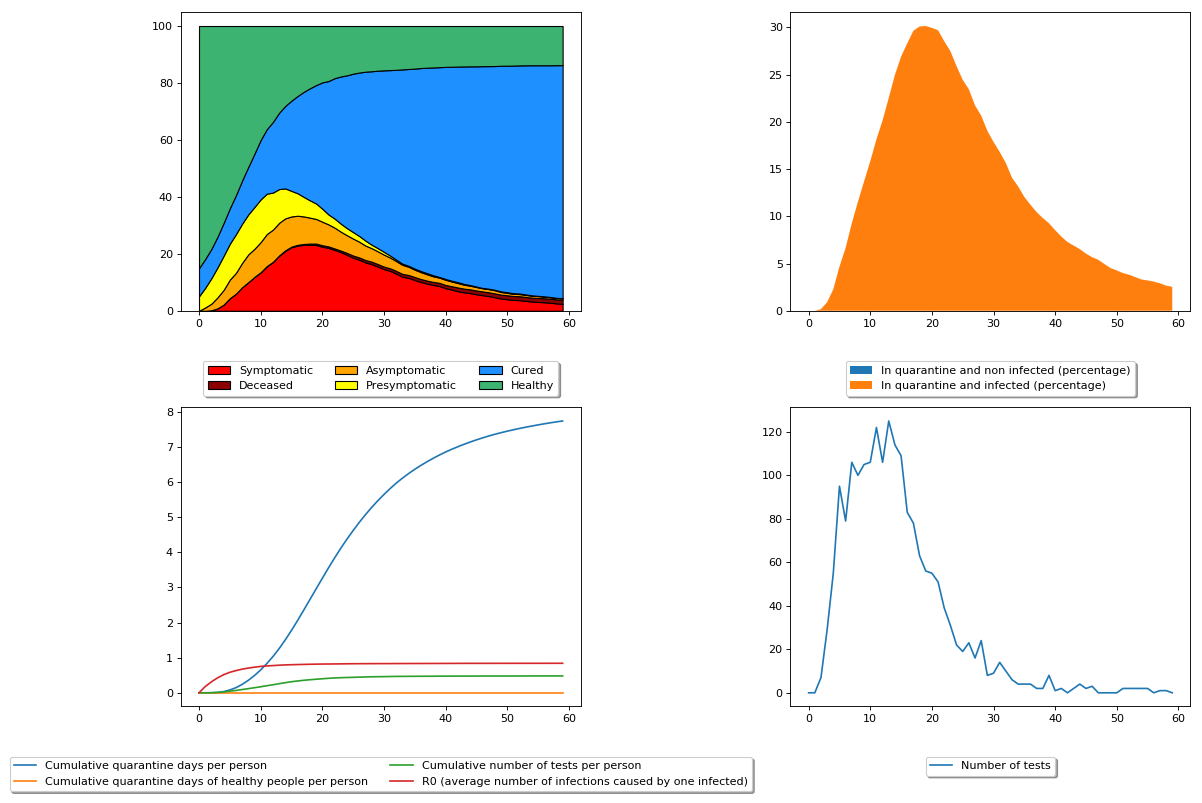 100
80
60
40
20
0
0 10 20 30 40 50 60
Symptomatic Asymptomatic Cured
Deceased Presymptomatic Healthy
30
25
20
15
10
5
0
0 10 20 30 40 50 60
In quarantine and non infected (percentage)
In quarantine and infected (percentage)
8
7
6
5
4
3
2
1
0
0 10 20 30 40 50 60
Cumulative quarantine days per person Cumulative number of tests per person
Cumulative quarantine days of healthy people per person R0 (average number of infections caused by one infected)
120
100
80
60
40
20
0
0 10 20 30 40 50 60
Number of tests